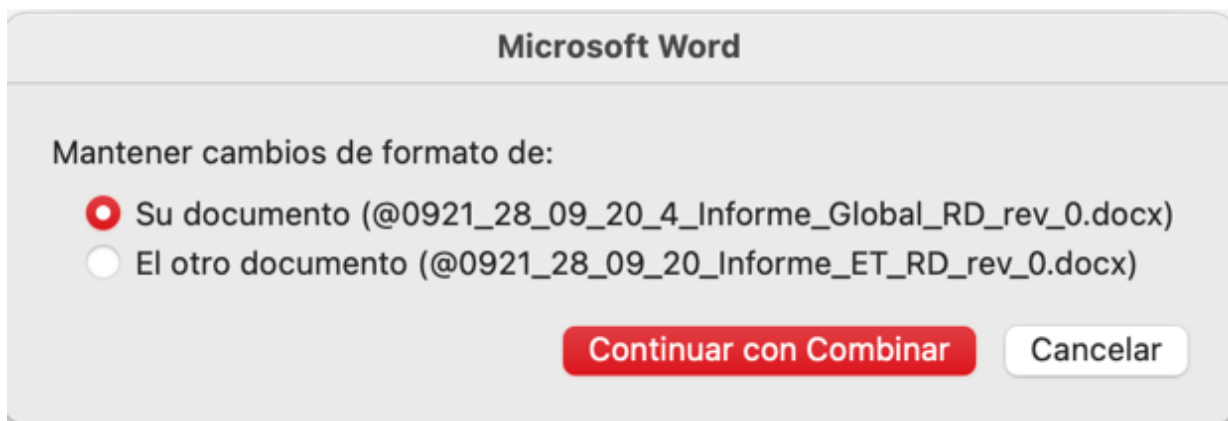 Microsoft Word
Mantener cambios de formato de:
Su documento (@0921_28_09_20_4_Informe_Global_RD_rev_0.docx)
El otro documento (@0921_28_09_20_Informe_ET_RD_rev_0.docx)
Continuar con Combinar
Cancelar